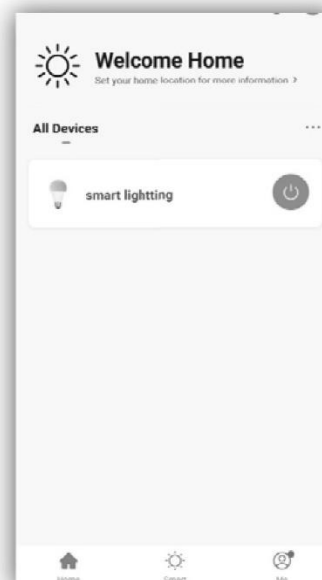 Welcome Home
Set your home location for more information >
All Devices
...
smart lightting
Home
Smart
Me